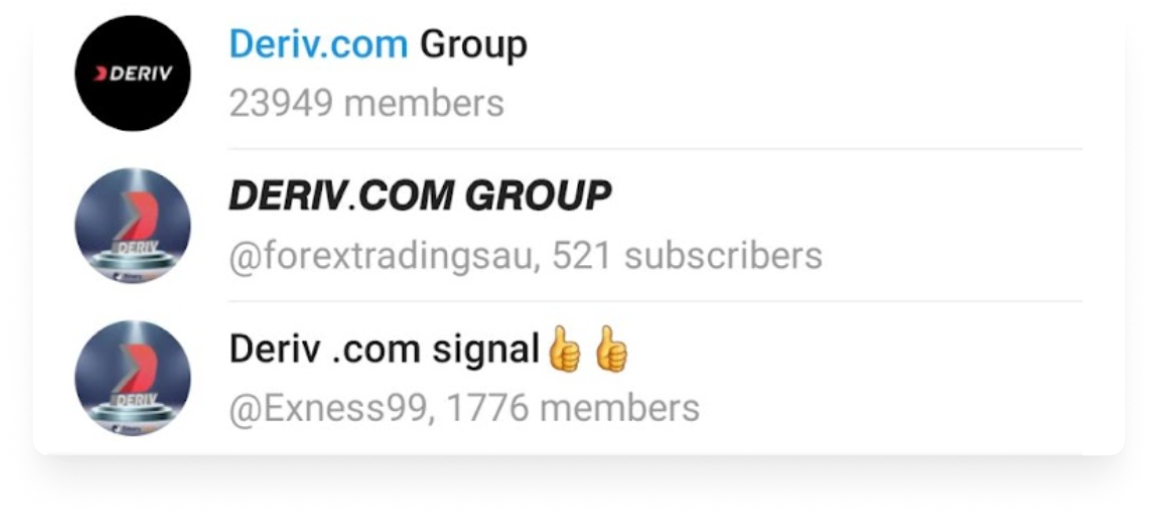 DERIV
Deriv.com Group
23949 members
DERIV
DERIV.COM GROUP
@forextradingsau, 521 subscribers
DERIV
Deriv .com signal👍👍
@Exness99, 1776 members